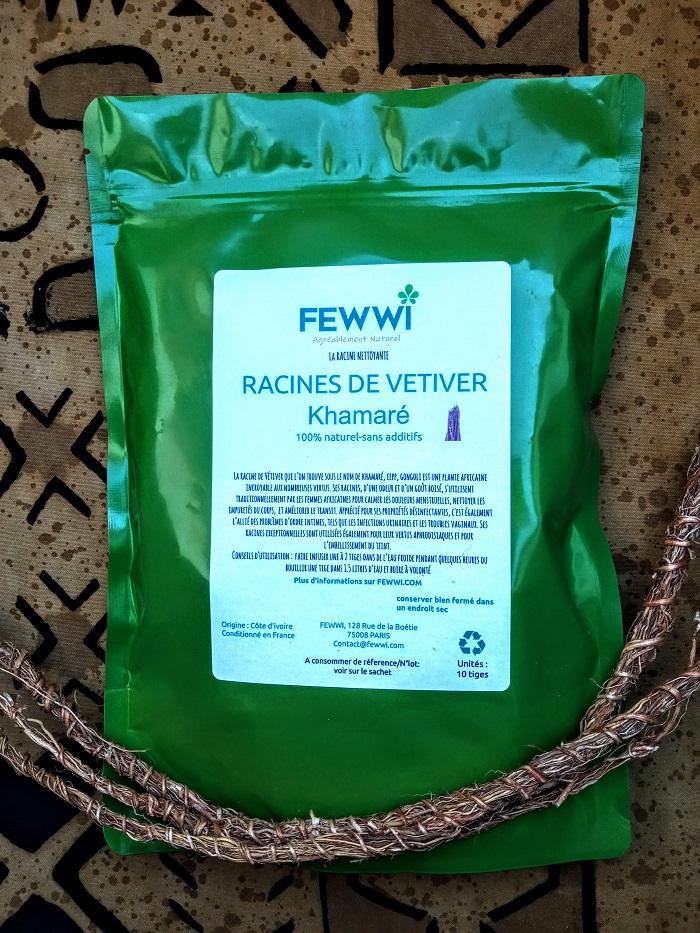 FEWWI
Agréablement Naturel
LA RACINE NETTOYANTE
RACINES DE VETIVER
Khamaré
100% naturel-sans additifs
LA RACINE DE VÉTIVER QUE L'ON TROUVE SOUS LE NOM DE KHAMARÉ, CEPP, GONGOLI EST UNE PLANTE AFRICAINE
INCROYABLE AUX NOMBREUSES VERTUS. SES RACINES, D'UNE ODEUR ET D'UN GOÛT BOISÉ, S'UTILISENT
TRADITIONNELLEMENT PAR LES FEMMES AFRICAINES POUR CALMER LES DOULEURS MENSTRUELLES, NETTOYER LES
IMPURETÉS DU CORPS, ET AMÉLIORER LE TRANSIT. APPRÉCIÉ POUR SES PROPRIÉTÉS DÉSINFECTANTES, C'EST ÉGALEMENT
L'ALLIÉ DES PROBLÈMES D'ORDRE INTIMES, TELS QUE LES INFECTIONS URINAIRES ET LES TROUBLES VAGINAUX. SES
RACINES EXCEPTIONNELLES SONT UTILISÉES ÉGALEMENT POUR LEUR VERTUS APHRODISTIAQUES ET POUR
L'EMBELLISSEMENT DU TEINT.
CONSEILS D'UTILISATION : FAIRE INFUSER UNE À 2 TIGES DANS DE L'EAU FROIDE PENDANT QUELQUES HEURES OU
BOUILLIR UNE TIGE DANS 1.5 LITRES D'EAU ET BOIRE À VOLONTÉ
Plus d'informations sur FEWWI.COM
conserver bien fermé dans
un endroit sec
Origine : Côte d'ivoire
Conditionné en France
FEWWI, 128 Rue de la Boétie
75008 PARIS
Contact@fewwi.com
A consommer de réference/N°lot:
voir sur le sachet
Unités :
10 tiges